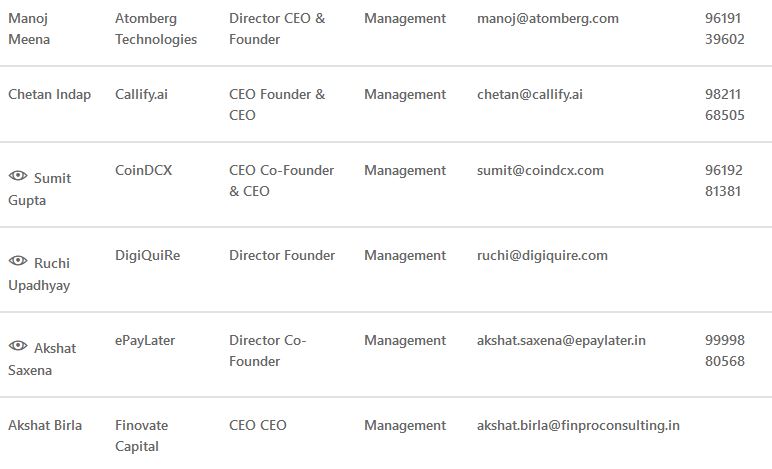 Manoj Meena Atomberg Technologies Director CEO & Founder Management manoj@atomberg.com 96191 39602
Chetan Indap Callify.ai CEO Founder & CEO Management chetan@callify.ai 98211 68505
Sumit Gupta CoinDCX CEO Co-Founder & CEO Management sumit@coindcx.com 96192 81381
Ruchi Upadhyay DigiQuiRe Director Founder Management ruchi@digiquire.com
Akshat Saxena ePayLater Director Co-Founder Management akshat.saxena@epaylater.in 99998 80568
Akshat Birla Finovate Capital CEO CEO Management akshat.birla@finproconsulting.in